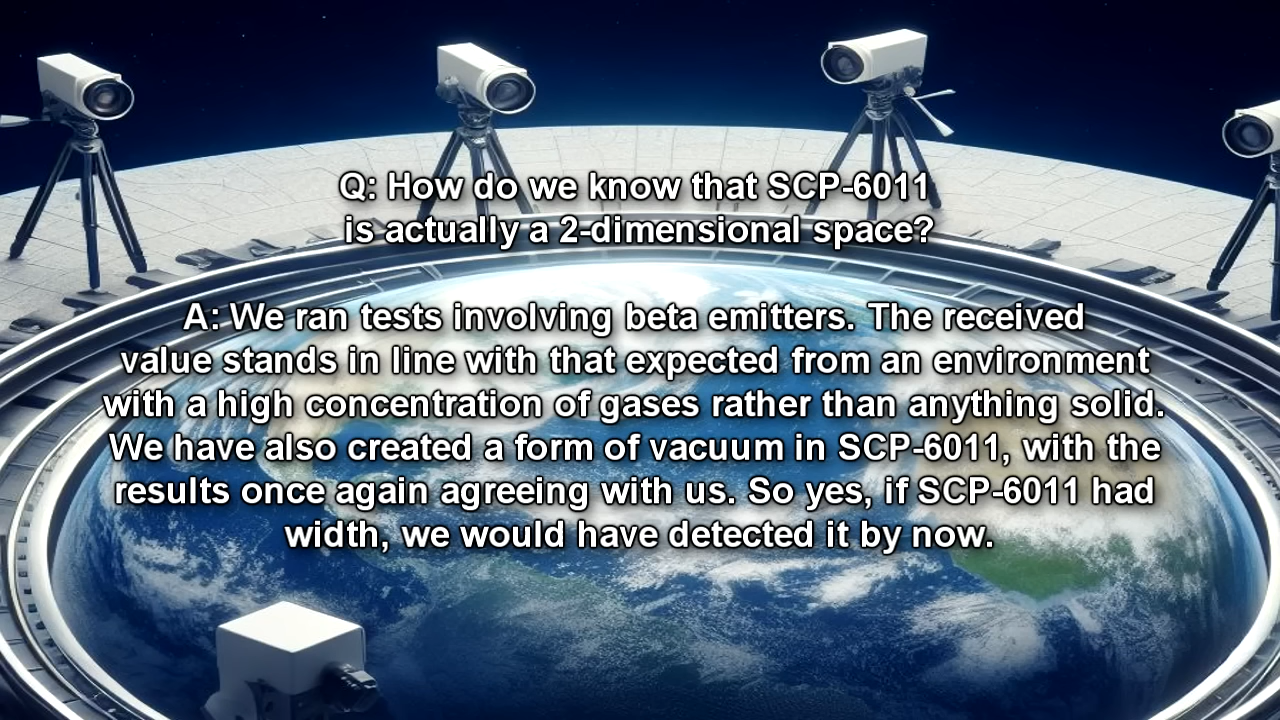 Q: How do we know that SCP-6011
is actually a 2-dimensional space?
A: We ran tests involving beta emitters. The received
value stands in line with that expected from an environment
with a high concentration of gases rather than anything solid.
We have also created a form of vacuum in SCP-6011, with the
results once again agreeing with us. So yes, if SCP-6011 had
width, we would have detected it by now.